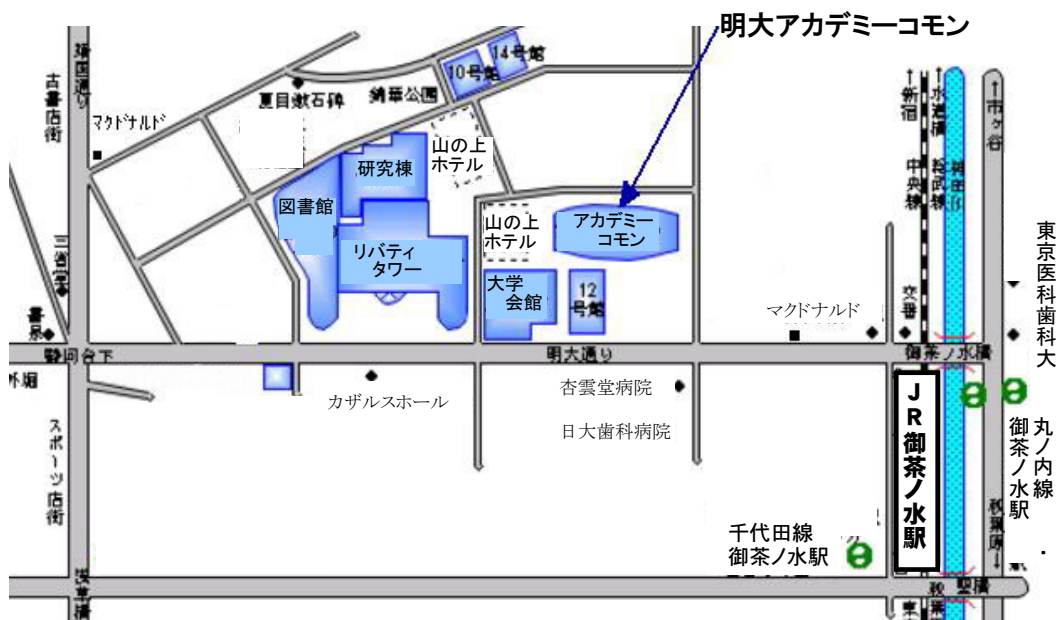 明大アカデミーコモン
靖国通り
古書店街
マクドナルド
夏目漱石碑
錦華公園
10号館
14号館
山の上
ホテル
研究棟
図書館
リバティ
タワー
山の上
ホテル
アカデミー
コモン
大学
会館
12
号館
←新宿
←水道橋
中央線
総武線
神田川
←市ヶ谷
東京医科歯科大
三省堂
書泉
交番
マクドナルド
駿河台下
明大通り
御茶ノ水橋
外堀
カザルスホール
杏雲堂病院
日大歯科病院
スポーツ店街
JR御茶ノ水駅
丸ノ内線
御茶ノ水駅
秋葉原→
千代田線
御茶ノ水駅
浅草橋
聖橋